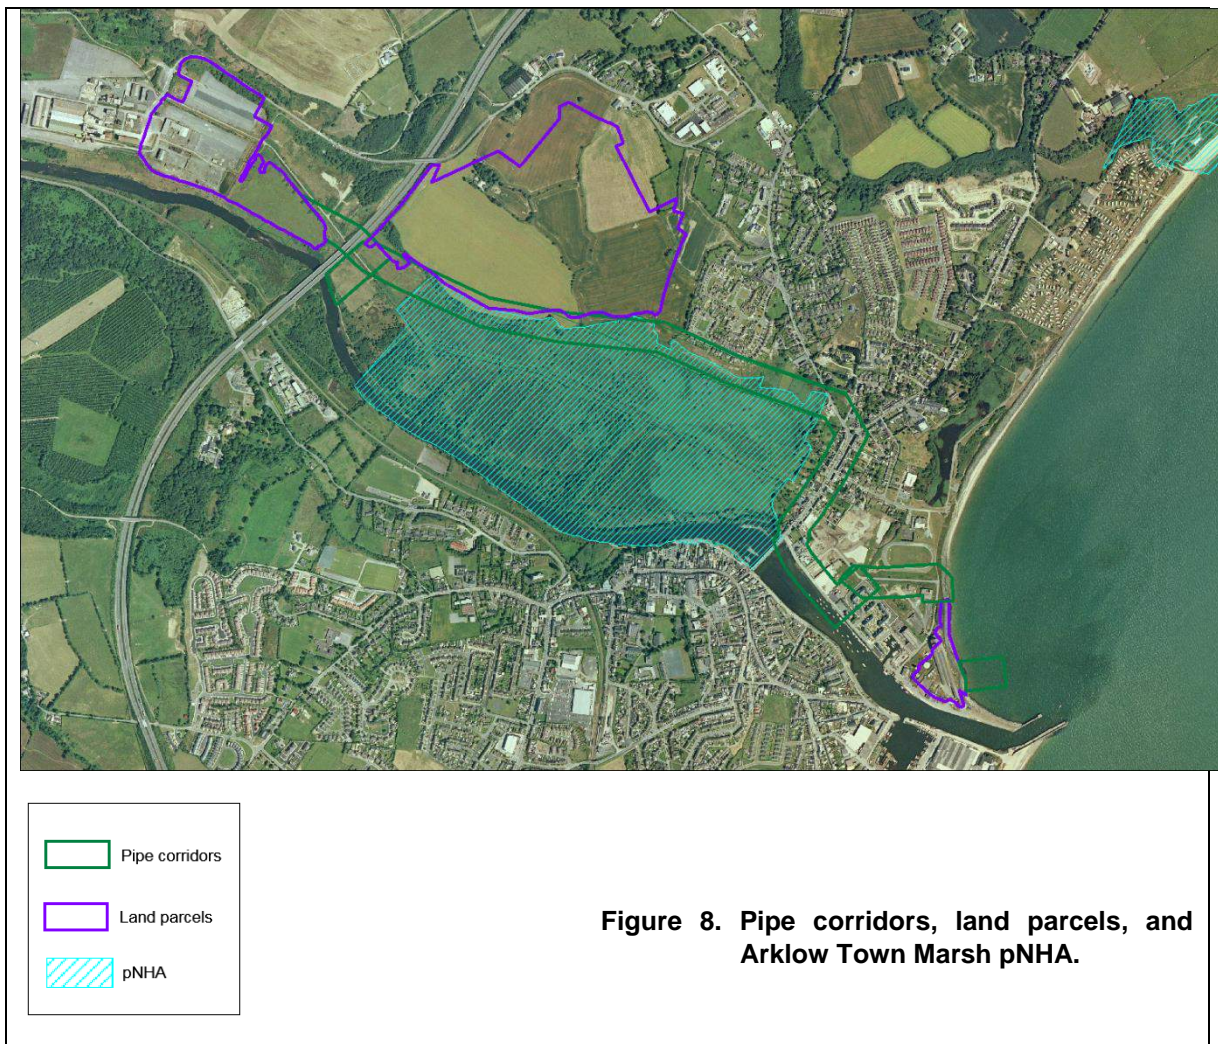 Pipe corridors
Land parcels
pNHA
Figure 8. Pipe corridors, land parcels, and
Arklow Town Marsh pNHA.